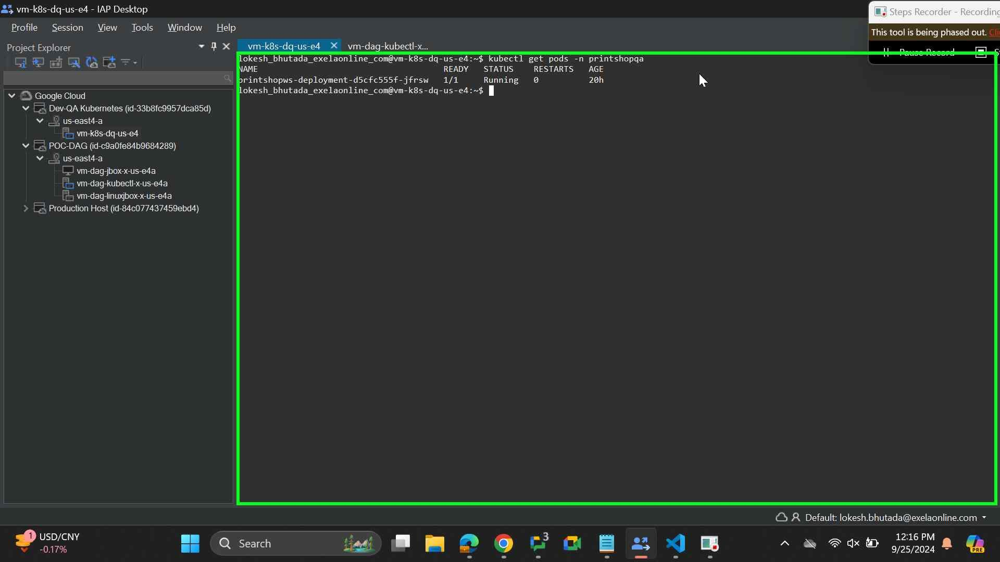 vm-k8s-dq-us-e4 - IAP Desktop
Steps Recorder - Recording
Profile Session View Tools Window Help
This tool is being phased out. Cli
Project Explorer
vm-k8s-dq-us-e4
vm-dag-kubectl-x...
Pause Record
lokesh_bhutada_exelaonline_com@vm-k8s-dq-us-e4:~$ kubectl get pods -n printshopqa
NAME READY STATUS RESTARTS AGE
printshopws-deployment-d5cfc555f-jfrsw 1/1 Running 0 20h
lokesh_bhutada_exelaonline_com@vm-k8s-dq-us-e4:~$
Google Cloud
Dev-QA Kubernetes (id-33b8fc9957dca85d)
us-east4-a
vm-k8s-dq-us-e4
POC-DAG (id-c9a0fe84b9684289)
us-east4-a
vm-dag-jbox-x-us-e4a
vm-dag-kubectl-x-us-e4a
vm-dag-linuxjbox-x-us-e4a
Production Host (id-84c077437459ebd4)
Default: lokesh.bhutada@exelaonline.com
1
USD/CNY
-0.17%
Search
3
12:16 PM
9/25/2024
PRE